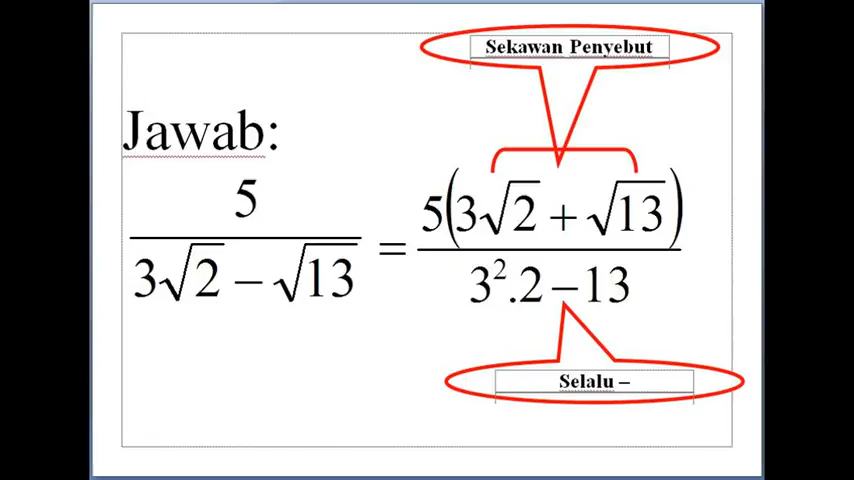 Sekawan Penyebut
Jawab:
5/(3√2 − √13) = 5(3√2 + √13)/(3².2 − 13)
Selalu –